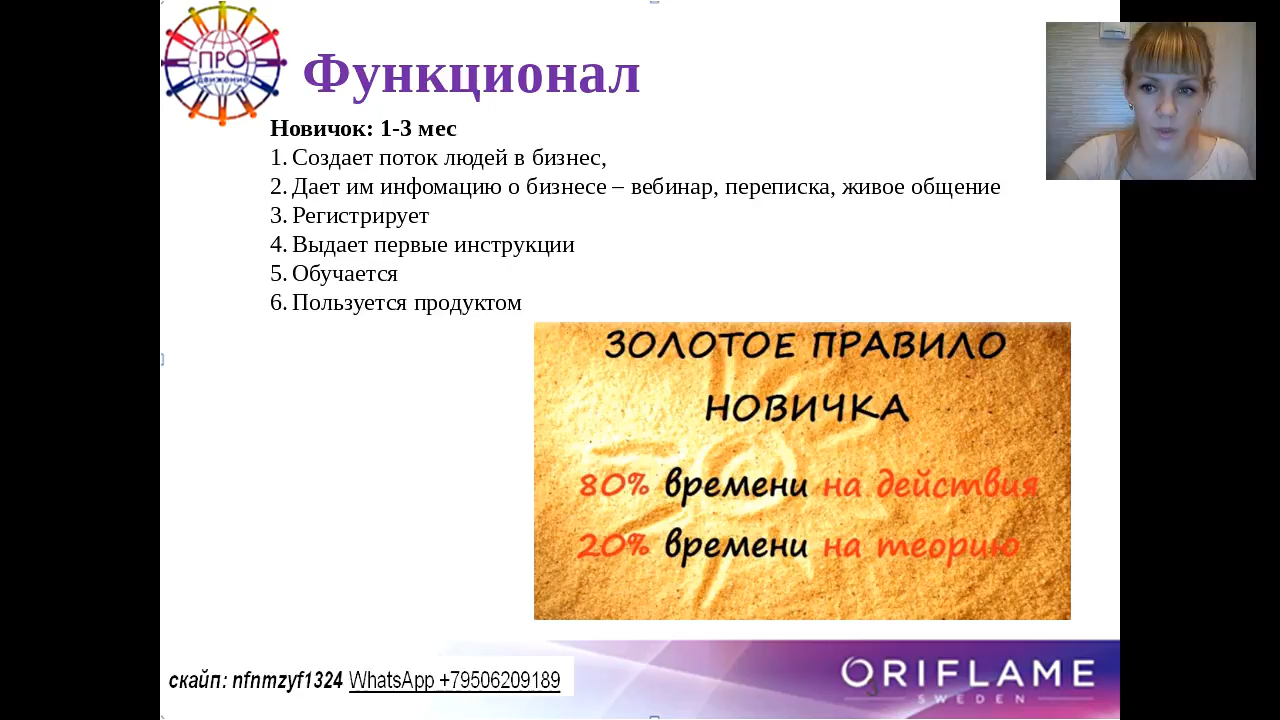 ПРО
движение
Функционал
Новичок: 1-3 мес
1. Создает поток людей в бизнес,
2. Дает им инфомацию о бизнесе – вебинар, переписка, живое общение
3. Регистрирует
4. Выдает первые инструкции
5. Обучается
6. Пользуется продуктом
ЗОЛОТОЕ ПРАВИЛО
НОВИЧКА
80% времени на действия
20% времени на теорию
скайп: nfnmzyf1324 WhatsApp +79506209189
ORIFLAME
SWEDEN